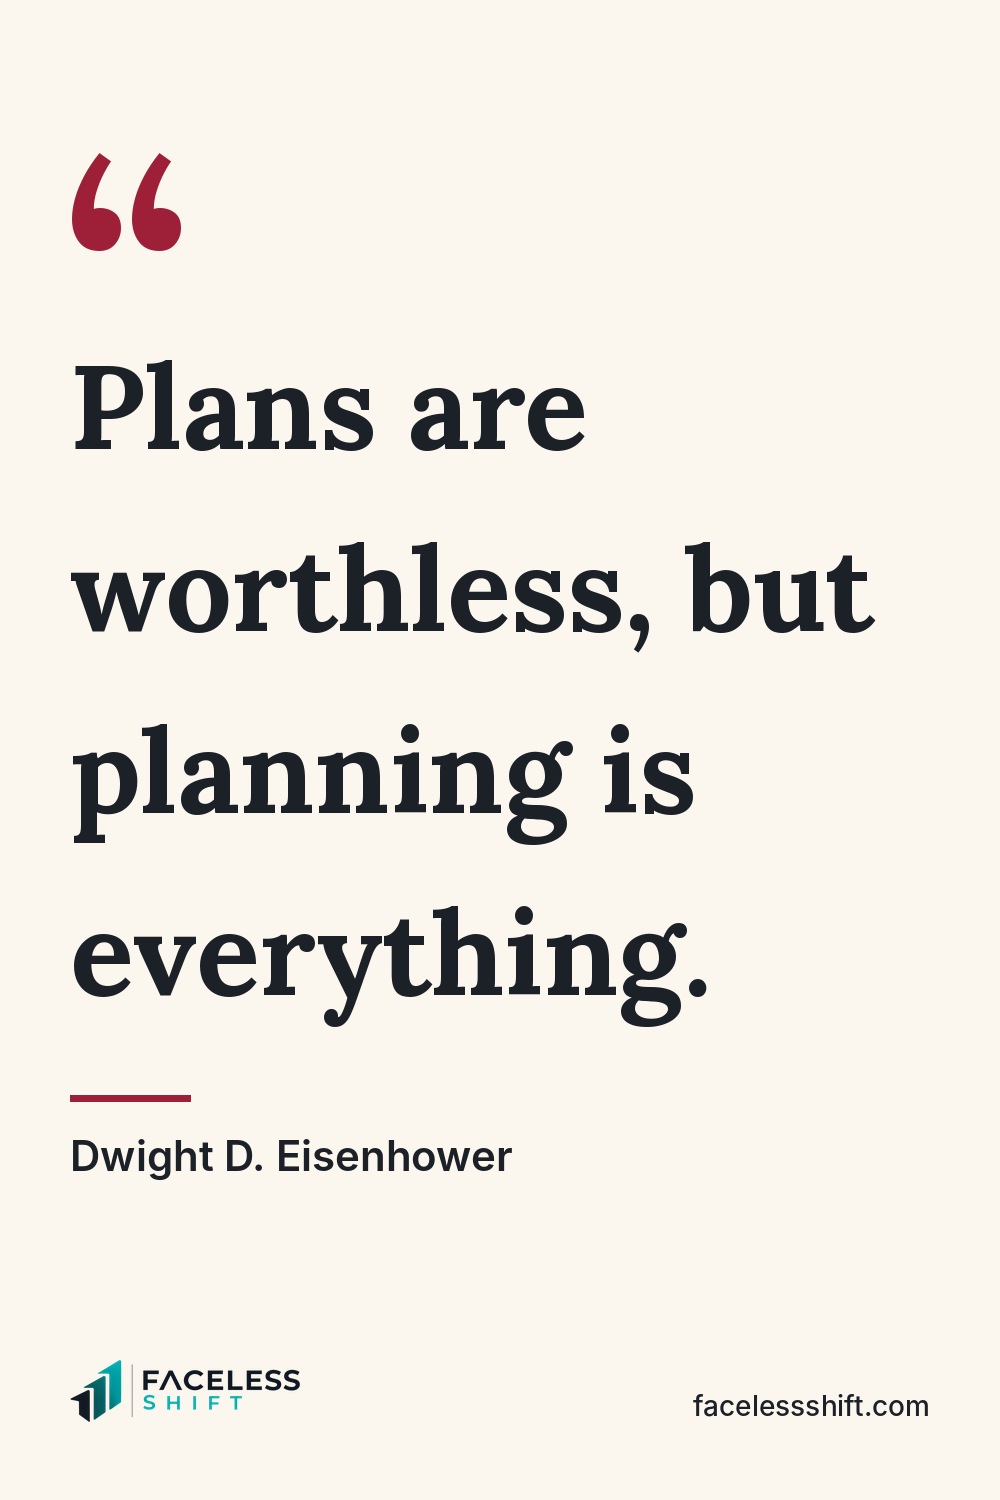 “
Plans are
worthless, but
planning is
everything.
Dwight D. Eisenhower
FACELESS
SHIFT
facelessshift.com